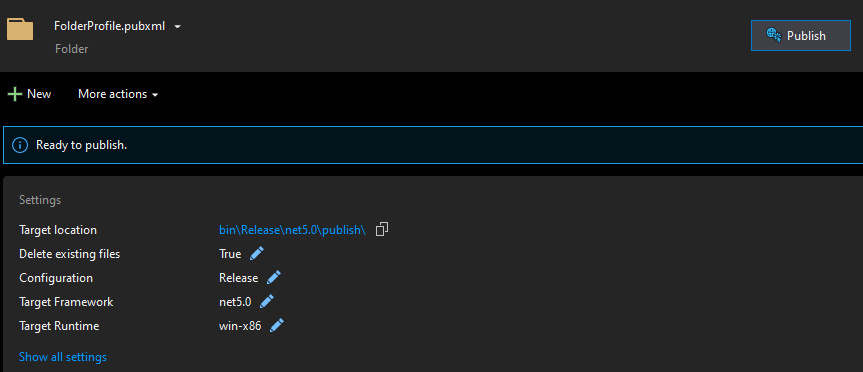 FolderProfile.pubxml
Folder
Publish
New
More actions
Ready to publish.
Settings
Target location bin\Release\net5.0\publish\
Delete existing files True
Configuration Release
Target Framework net5.0
Target Runtime win-x86
Show all settings